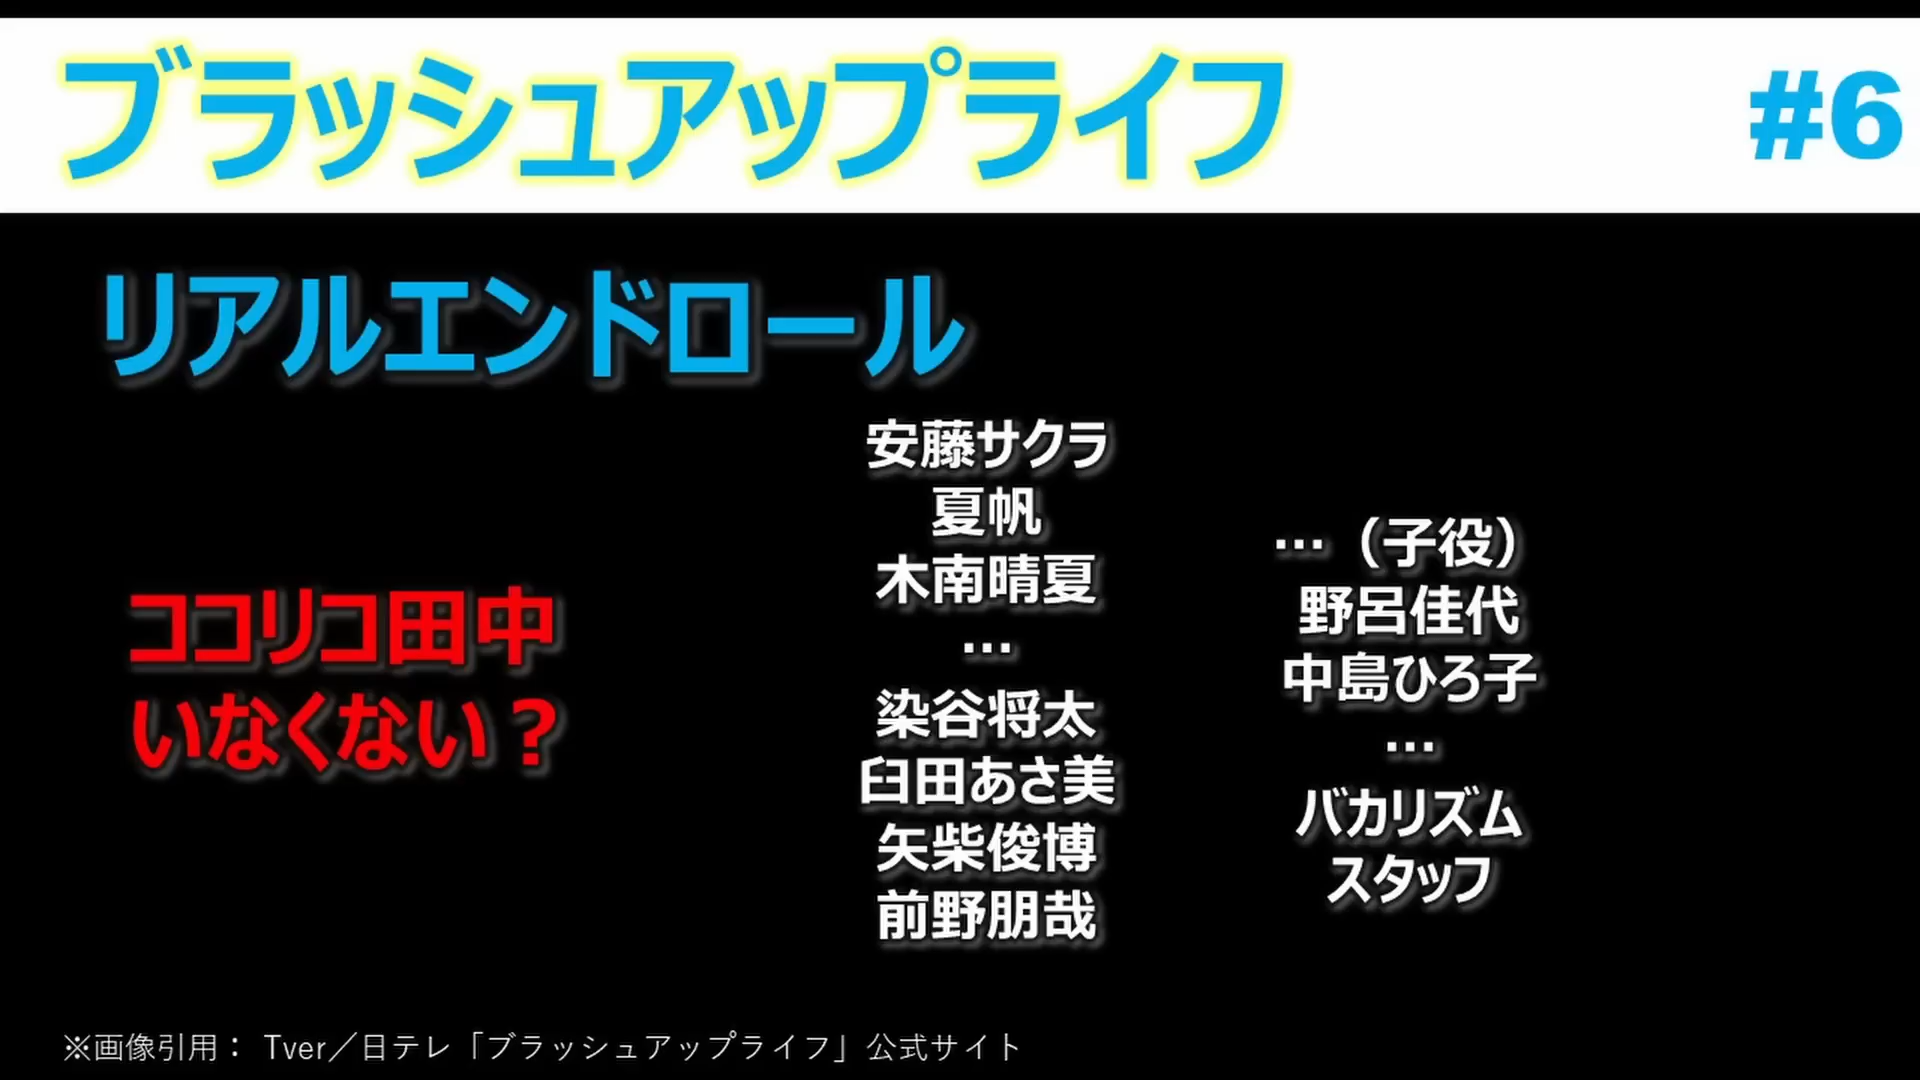 ブラッシュアップライフ
#6
リアルエンドロール
ココリコ田中
いなくない？
安藤サクラ
夏帆
木南晴夏
…
染谷将太
臼田あさ美
矢柴俊博
前野朋哉
…（子役）
野呂佳代
中島ひろ子
…
バカリズム
スタッフ
※画像引用： Tver／日テレ「ブラッシュアップライフ」公式サイト